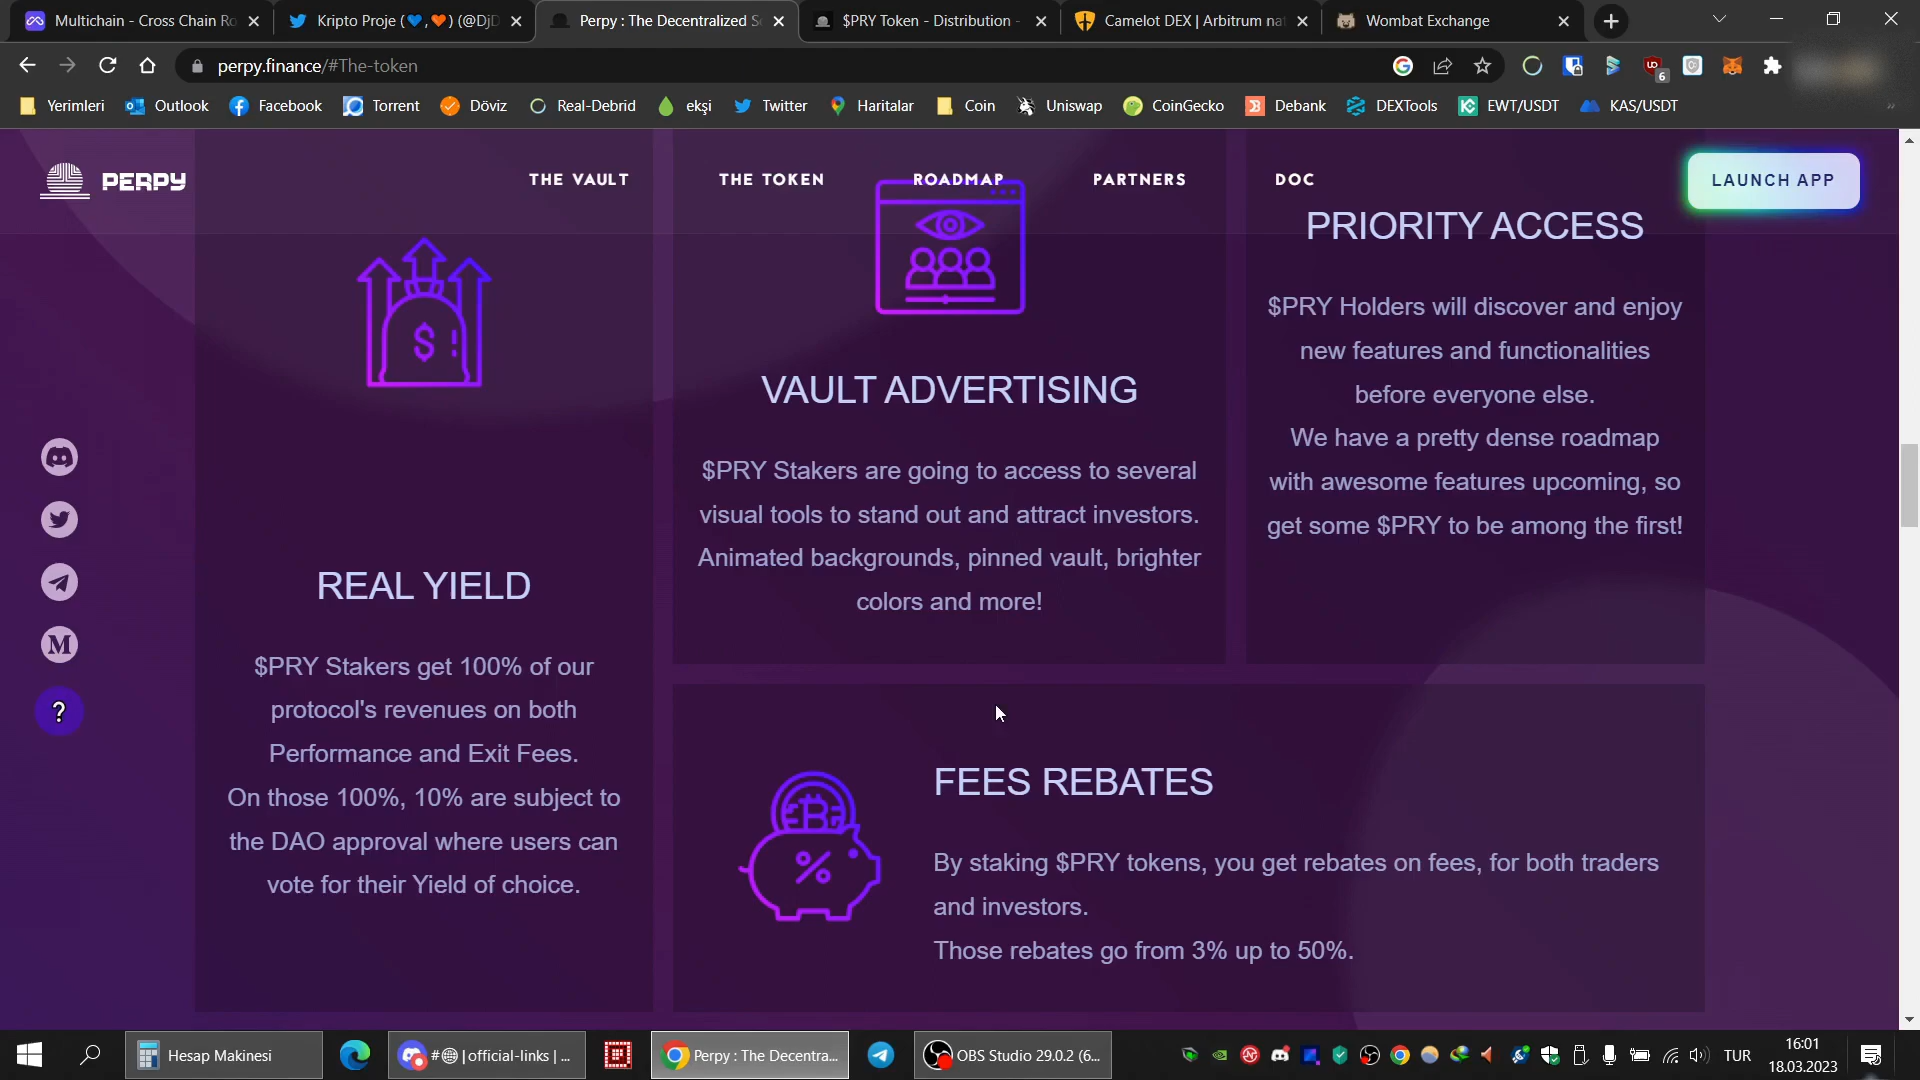 Multichain - Cross Chain Ro
Kripto Proje (💙,🧡) (@DjD
Perpy : The Decentralized S
$PRY Token - Distribution -
Camelot DEX | Arbitrum nat
Wombat Exchange
perpy.finance/#The-token
6
Yerimleri
Outlook
Facebook
Torrent
Döviz
Real-Debrid
ekşi
Twitter
Haritalar
Coin
Uniswap
CoinGecko
Debank
DEXTools
EWT/USDT
KAS/USDT
PERPY
THE VAULT
THE TOKEN
ROADMAP
PARTNERS
DOC
LAUNCH APP
PRIORITY ACCESS
$PRY Holders will discover and enjoy
new features and functionalities
before everyone else.
We have a pretty dense roadmap
with awesome features upcoming, so
get some $PRY to be among the first!
VAULT ADVERTISING
$PRY Stakers are going to access to several
visual tools to stand out and attract investors.
Animated backgrounds, pinned vault, brighter
colors and more!
REAL YIELD
$PRY Stakers get 100% of our
protocol's revenues on both
Performance and Exit Fees.
On those 100%, 10% are subject to
the DAO approval where users can
vote for their Yield of choice.
FEES REBATES
By staking $PRY tokens, you get rebates on fees, for both traders
and investors.
Those rebates go from 3% up to 50%.
?
Hesap Makinesi
#🌐 | official-links | ...
Perpy : The Decentra...
OBS Studio 29.0.2 (6...
TUR
16:01
18.03.2023